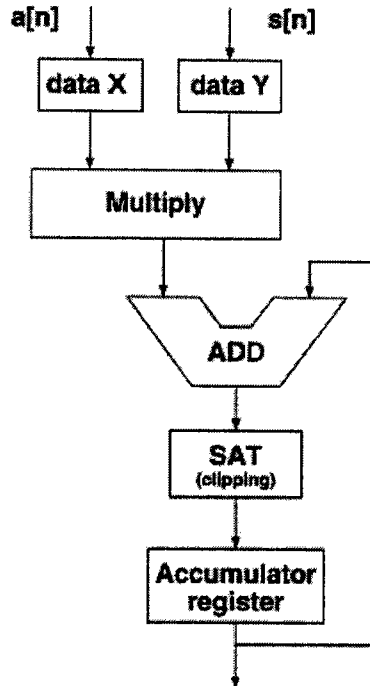 a[n] s[n]
data X data Y
Multiply
ADD
SAT
(clipping)
Accumulator
register